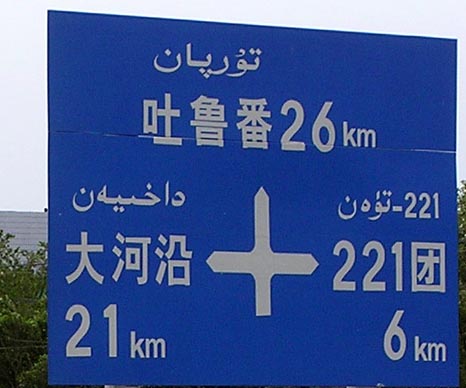 تۇرپان
吐鲁番 26 km
داخىيەن
大河沿
21 km
221-تۇەن
221团
6 km